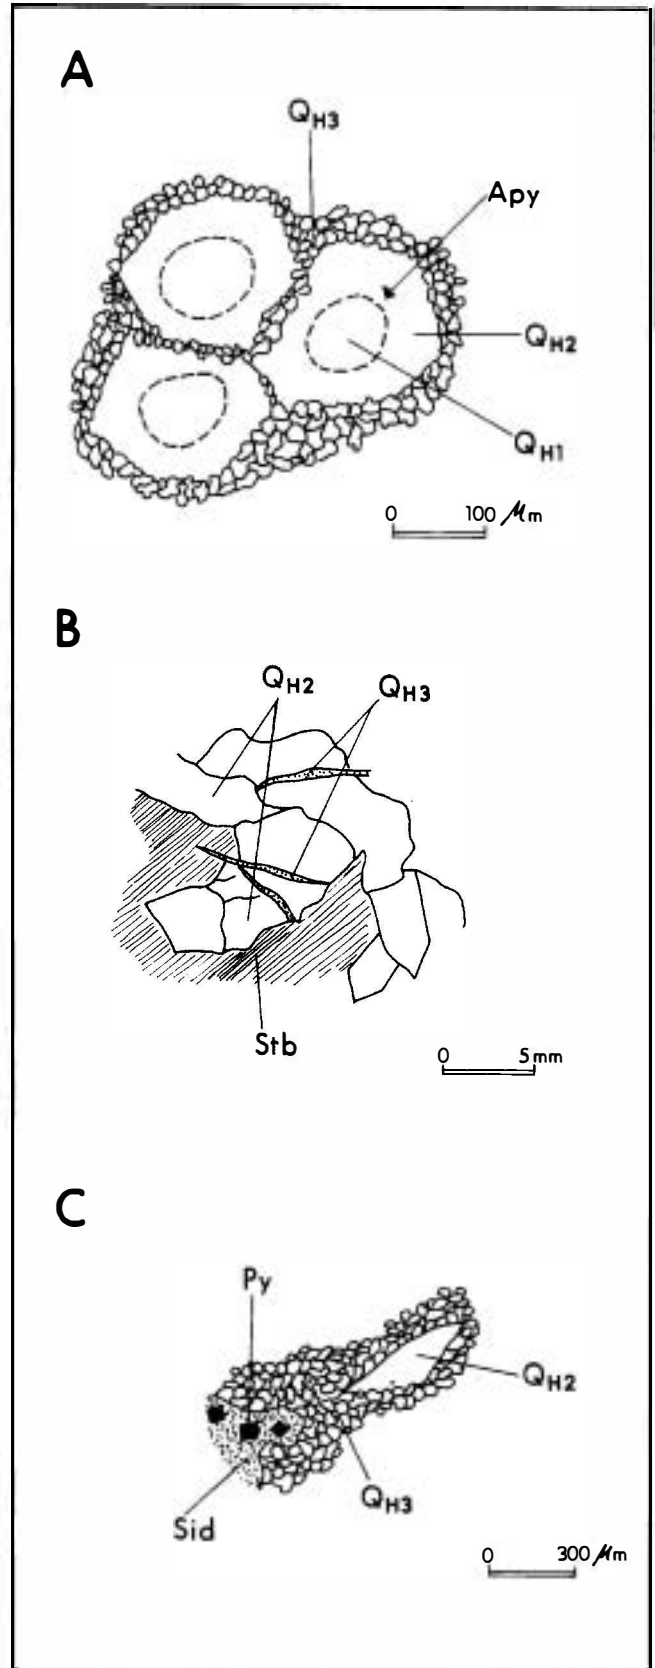 A
QH3
Apy
QH2
QH1
0 100 μm
B
QH2 QH3
Stb
0 5 mm
C
Py
QH2
QH3
Sid
0 300 μm